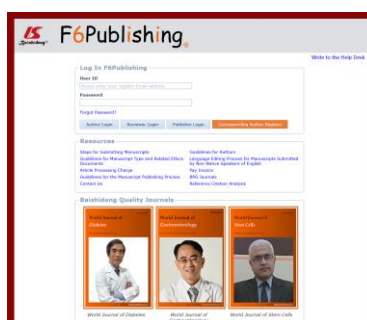 Baishideng®
F6Publishing®
Write to the Help Desk
Log In F6Publishing
User ID
Please enter your register Email address.
Password
Forgot Password?
Author Login
Reviewer Login
Publisher Login
Corresponding Author Register
Resources
Steps for Submitting Manuscripts
Guidelines for Manuscript Type and Related Ethics Documents
Article Processing Charge
Guidelines for the Manuscript Publishing Process
Contact Us
Guidelines for Authors
Language Editing Process for Manuscripts Submitted
by Non-Native Speakers of English
Pay Invoice
BPG Journals
Reference Citation Analysis
Baishideng Quality Journals
World Journal of
Diabetes
World Journal of
Gastroenterology
World Journal of
Stem Cells
World Journal of Diabetes
World Journal of
World Journal of Stem Cells